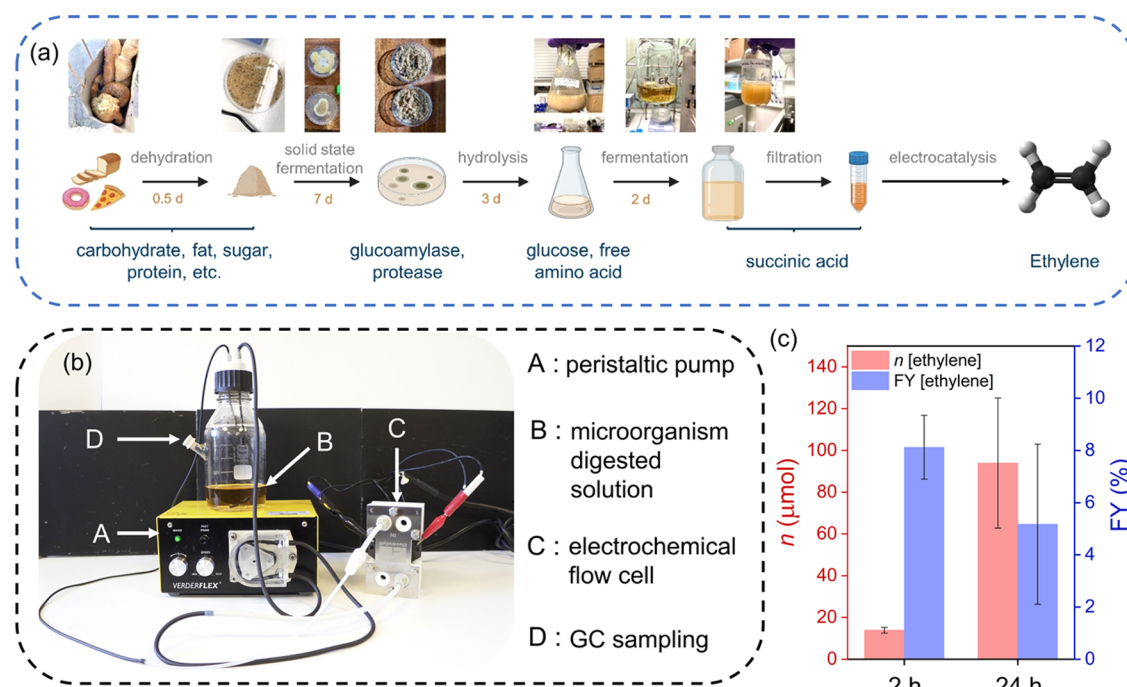 (a)
dehydration
0.5 d
solid state
fermentation
7 d
hydrolysis
3 d
fermentation
2 d
filtration
electrocatalysis
carbohydrate, fat, sugar,
protein, etc.
glucoamylase,
protease
glucose, free
amino acid
succinic acid
Ethylene
(b)
D
B
C
A
VERDERFLEX
A : peristaltic pump
B : microorganism
digested
solution
C : electrochemical
flow cell
D : GC sampling
(c)
n [ethylene]
FY [ethylene]
n (μmol)
140
120
100
80
60
40
20
0
12
10
8
6
4
2
0
FY (%)
2 h
24 h